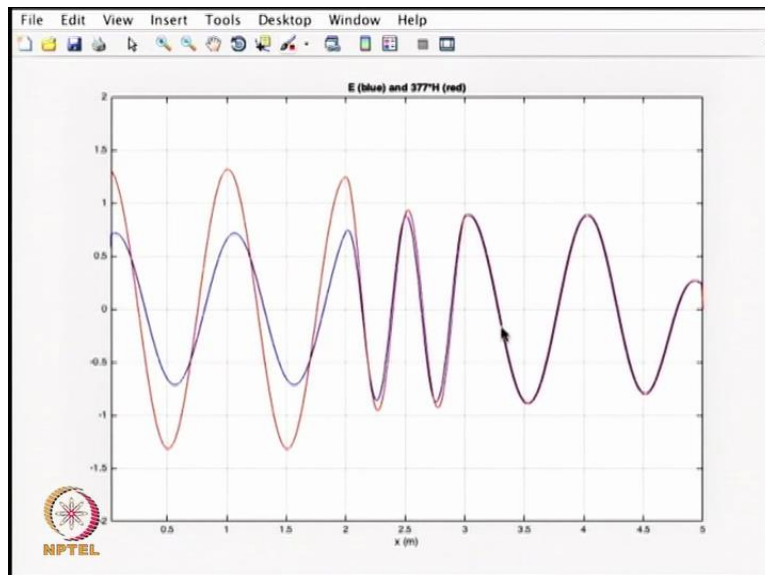 File Edit View Insert Tools Desktop Window Help
E (blue) and 377*H (red)
2
1.5
1
0.5
0
-0.5
-1
-1.5
-2
0.5 1 1.5 2 2.5 3 3.5 4 4.5 5
x (m)
NPTEL